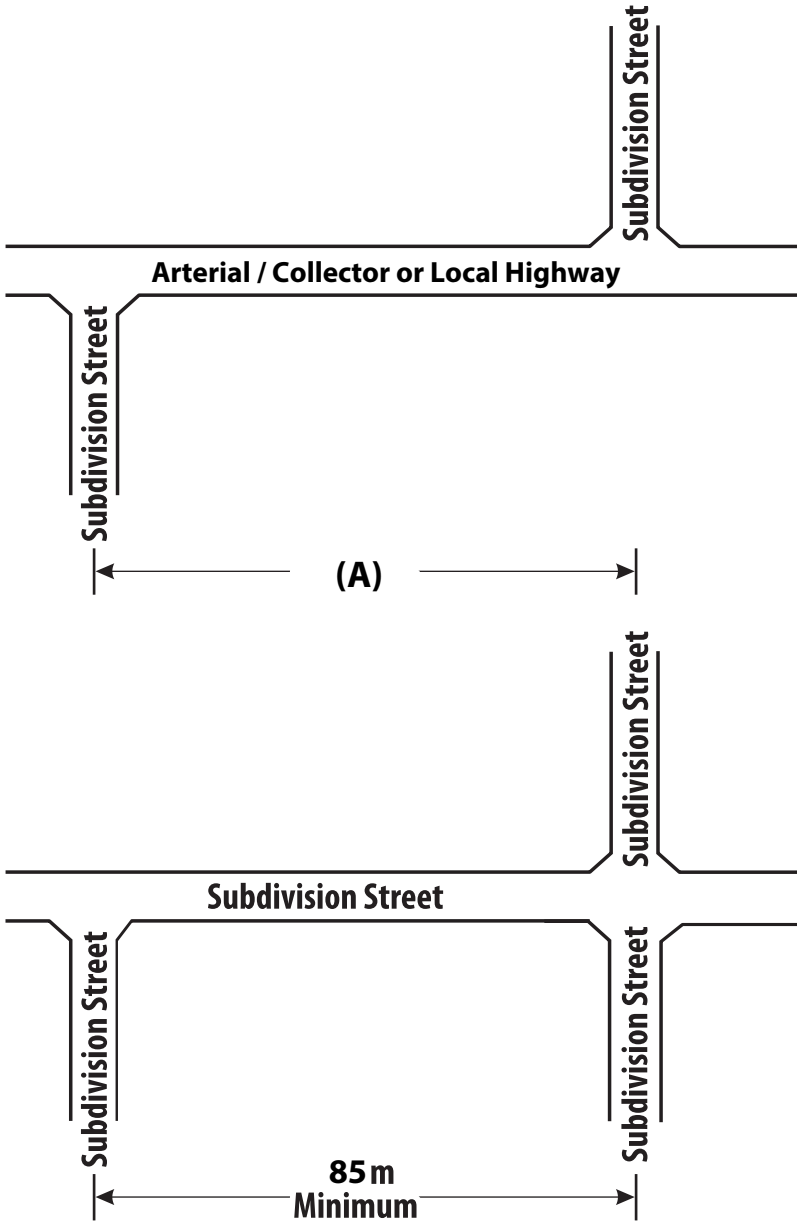 Subdivision Street
Arterial / Collector or Local Highway
Subdivision Street
(A)
Subdivision Street
Subdivision Street
Subdivision Street
Subdivision Street
85 m
Minimum